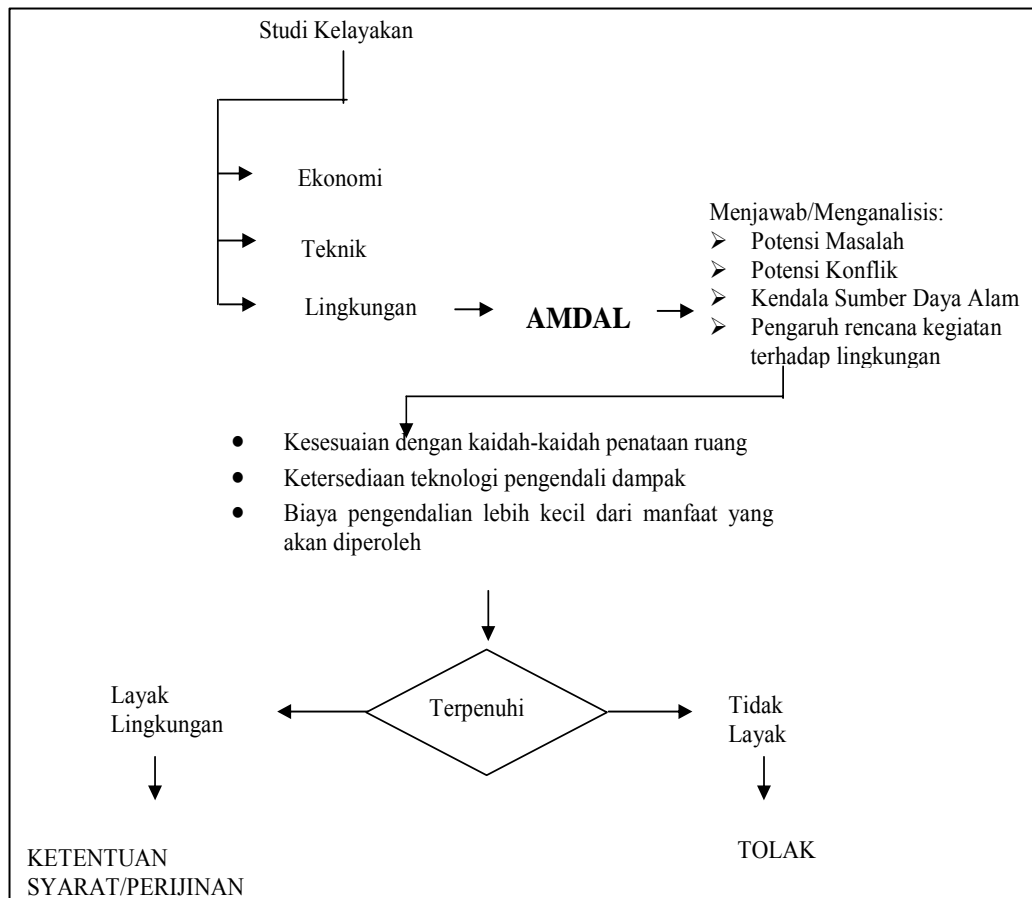 Studi Kelayakan
Ekonomi
Teknik
Lingkungan
AMDAL
Menjawab/Menganalisis:
➢ Potensi Masalah
➢ Potensi Konflik
➢ Kendala Sumber Daya Alam
➢ Pengaruh rencana kegiatan
terhadap lingkungan
• Kesesuaian dengan kaidah-kaidah penataan ruang
• Ketersediaan teknologi pengendali dampak
• Biaya pengendalian lebih kecil dari manfaat yang
akan diperoleh
Terpenuhi
Layak
Lingkungan
Tidak
Layak
KETENTUAN
SYARAT/PERIJINAN
TOLAK